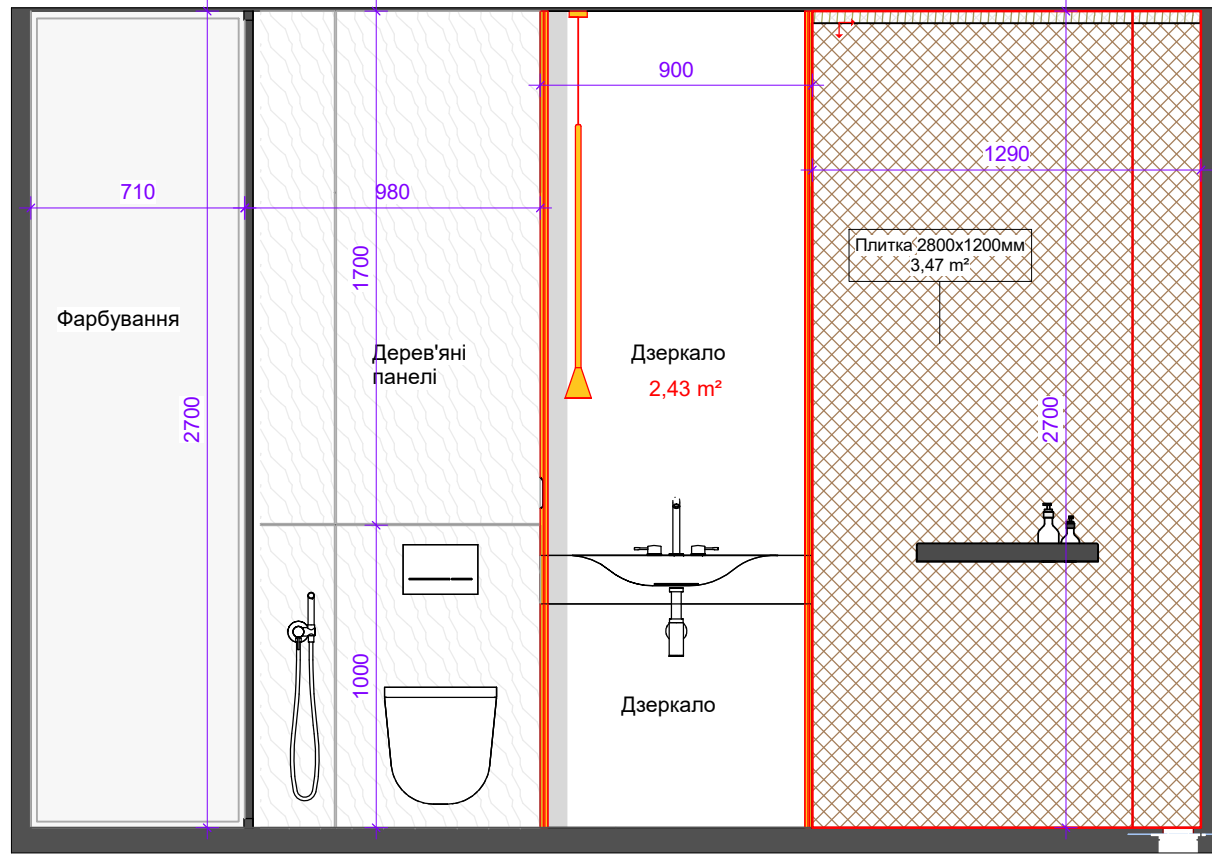 900
1290
710
980
Плитка 2800х1200мм
3,47 m²
1700
Фарбування
Дерев'яні
панелі
Дзеркало
2,43 m²
2700
2700
1000
Дзеркало